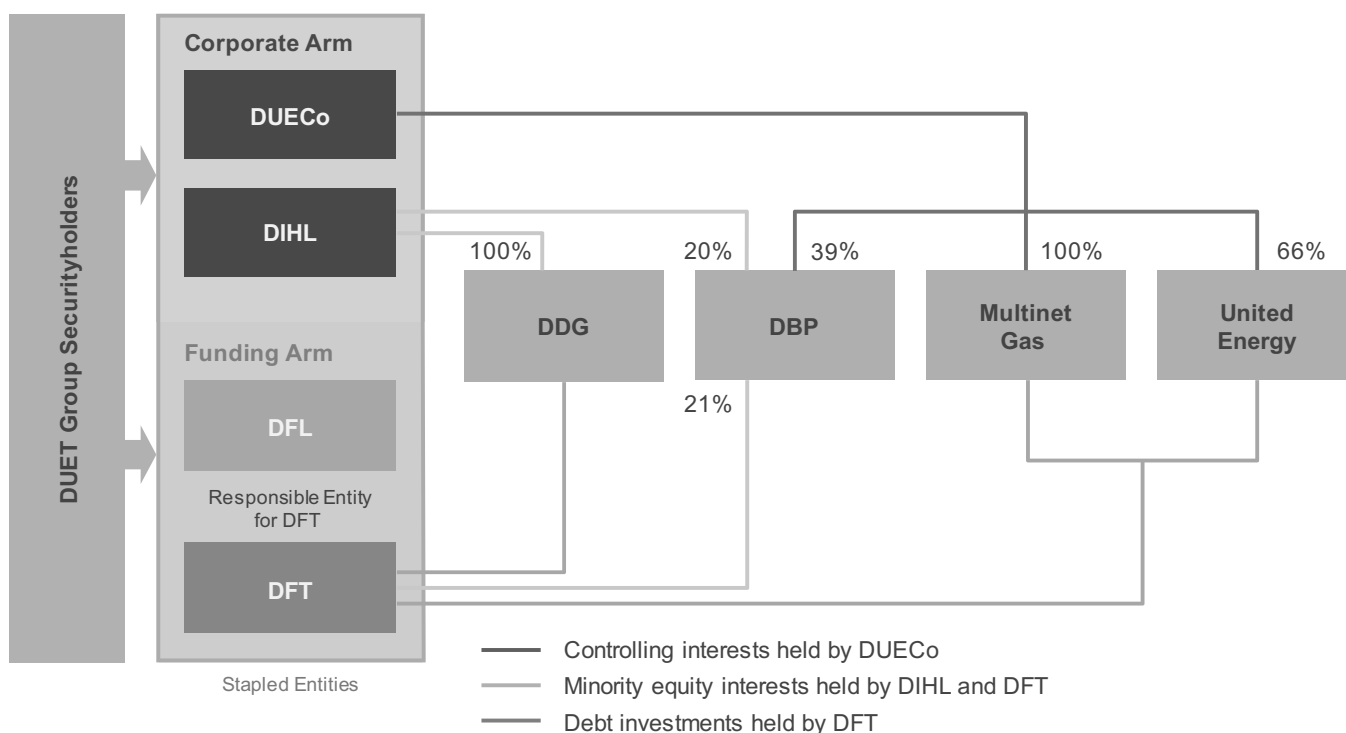 DUET Group Securityholders
Corporate Arm
DUECo
DIHL
Funding Arm
DFL
Responsible Entity
for DFT
DFT
Stapled Entities
100%
20%
39%
100%
66%
DDG
DBP
Multinet
Gas
United
Energy
21%
Controlling interests held by DUECo
Minority equity interests held by DIHL and DFT
Debt investments held by DFT